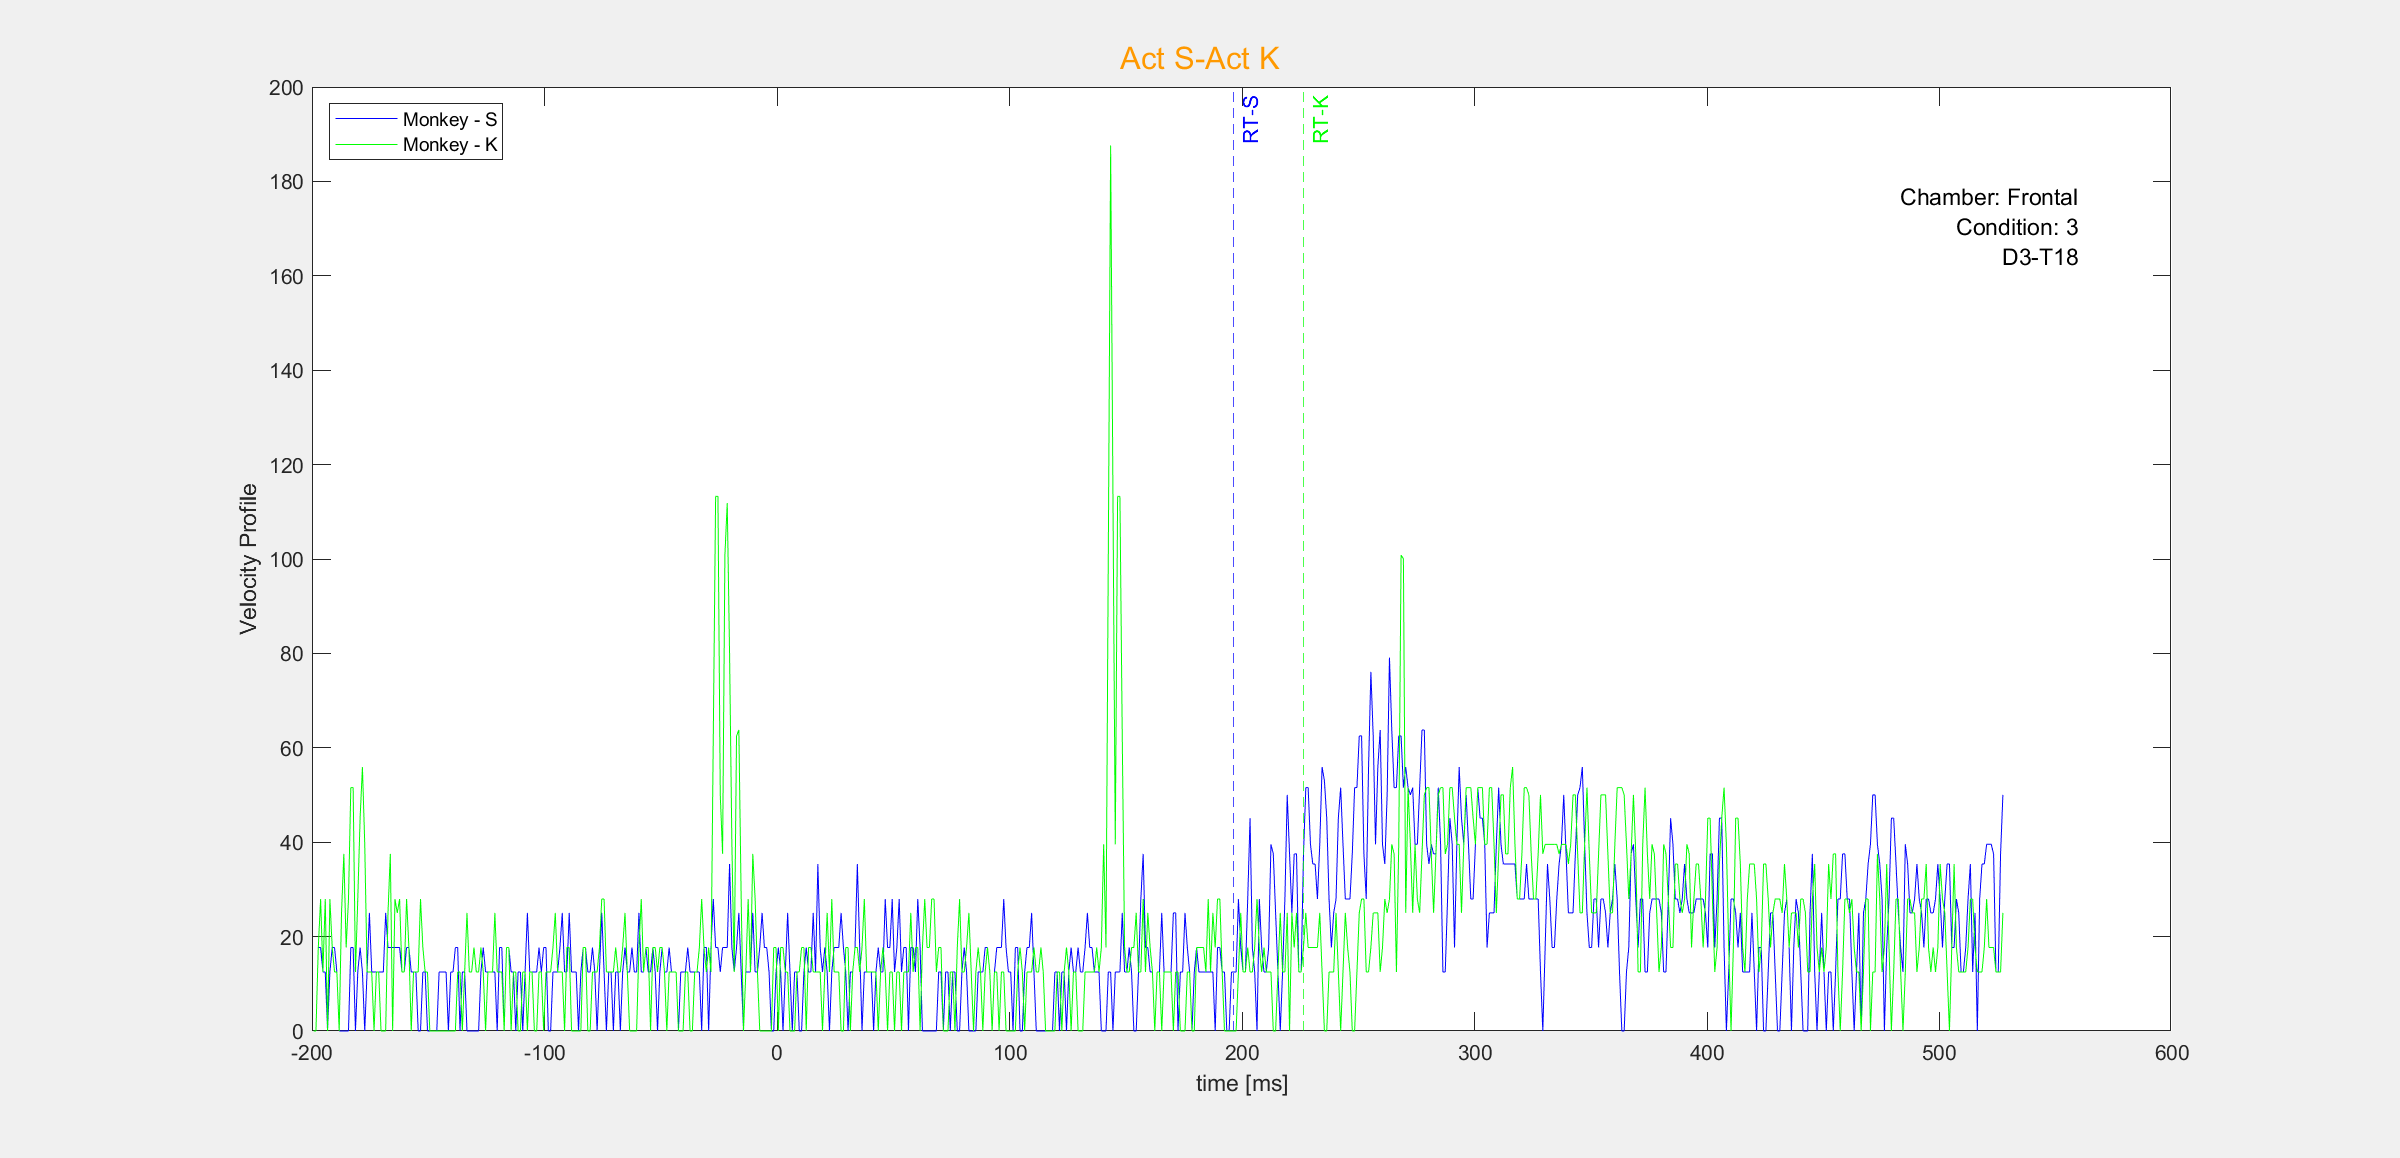 Act S-Act K
200
180
160
140
120
100
80
60
40
20
0
Velocity Profile
Monkey - S
Monkey - K
RT-S
RT-K
Chamber: Frontal
Condition: 3
D3-T18
-200 -100 0 100 200 300 400 500 600
time [ms]